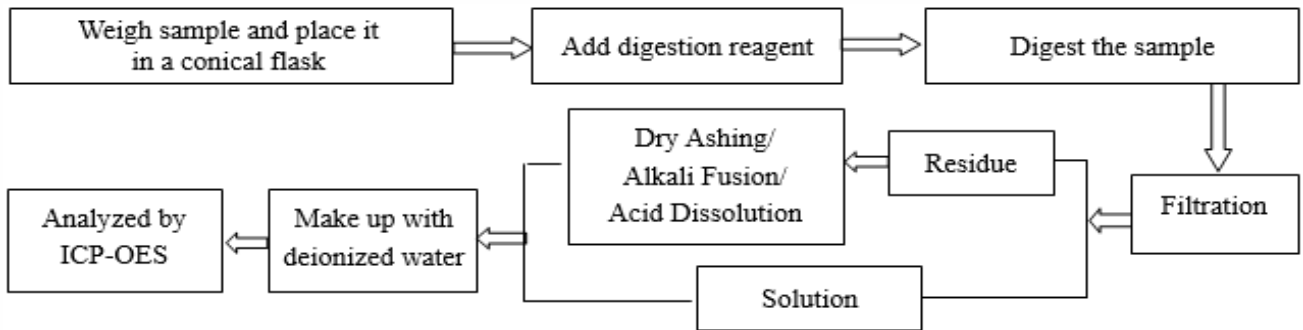 Weigh sample and place it
in a conical flask
Add digestion reagent
Digest the sample
Filtration
Residue
Dry Ashing/
Alkali Fusion/
Acid Dissolution
Solution
Make up with
deionized water
Analyzed by
ICP-OES